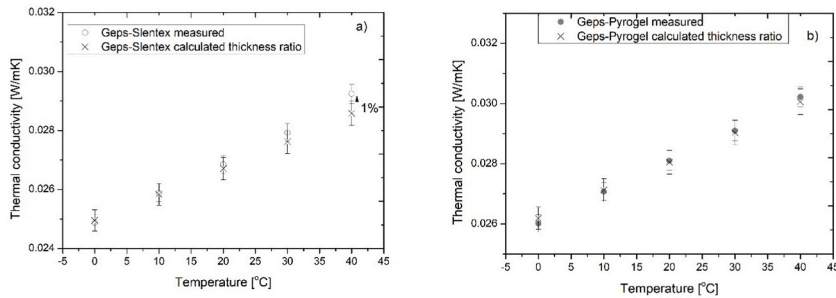 0.032
Geps-Slentex measured
Geps-Slentex calculated thickness ratio
a)
0.030
0.028
0.026
0.024
1%
Thermal conductivity [W/mK]
-5 0 5 10 15 20 25 30 35 40 45
Temperature [°C]
0.032
Geps-Pyrogel measured
Geps-Pyrogel calculated thickness ratio
b)
0.030
0.028
0.026
Thermal conductivity [W/mK]
-5 0 5 10 15 20 25 30 35 40 45
Temperature [°C]